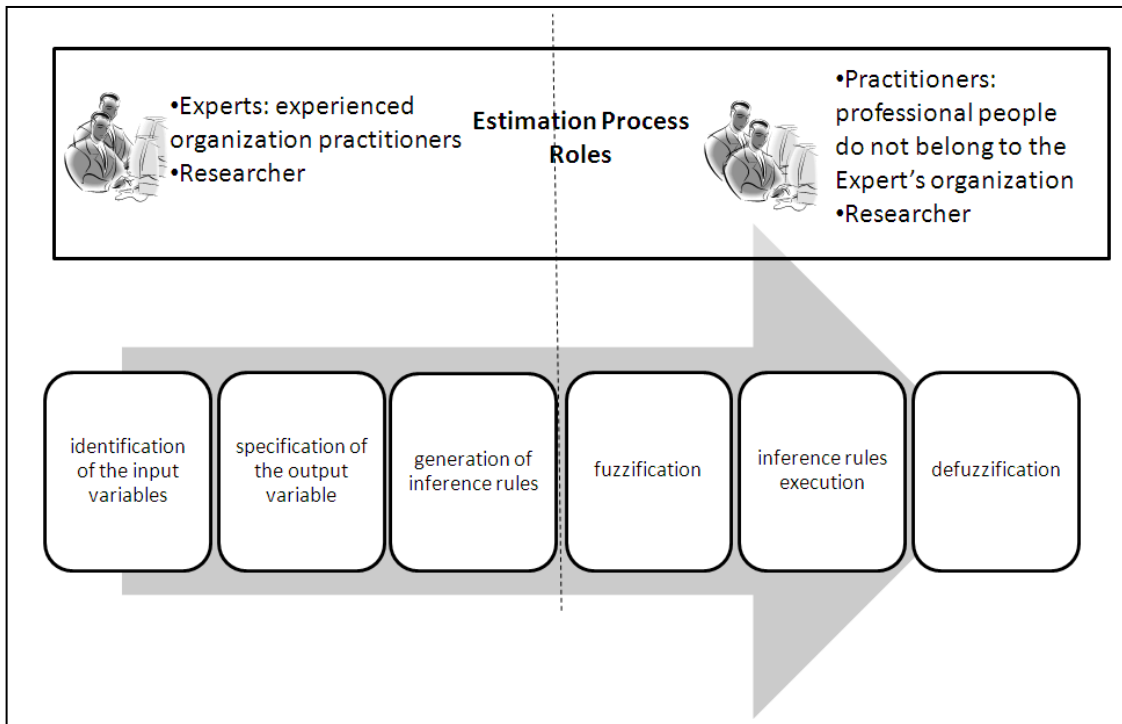 •Experts: experienced
organization practitioners
•Researcher
Estimation Process
Roles
•Practitioners:
professional people
do not belong to the
Expert’s organization
•Researcher
identification
of the input
variables
specification of
the output
variable
generation of
inference rules
fuzzification
inference rules
execution
defuzzification